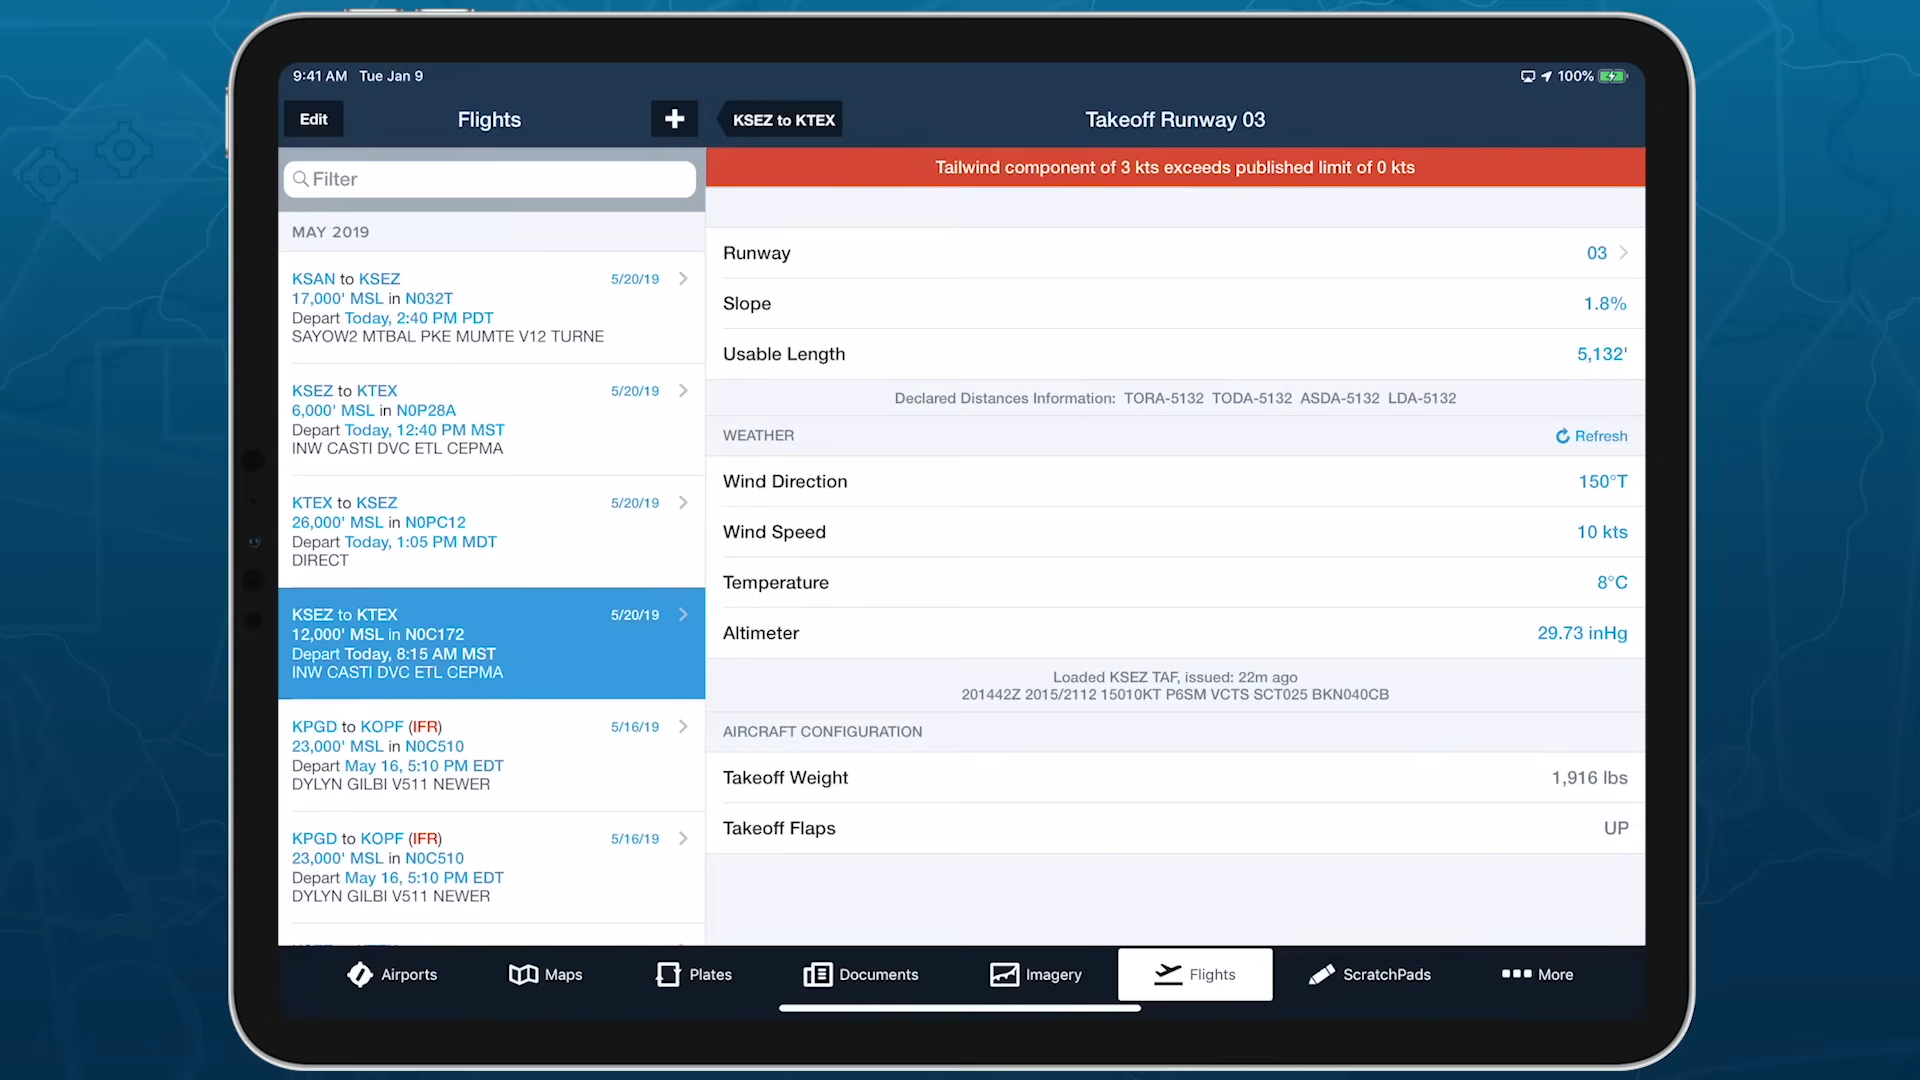 9:41 AM Tue Jan 9
100%
Edit
Flights
+
KSEZ to KTEX
Takeoff Runway 03
Filter
Tailwind component of 3 kts exceeds published limit of 0 kts
MAY 2019
KSAN to KSEZ 5/20/19
17,000' MSL in N032T
Depart Today, 2:40 PM PDT
SAYOW2 MTBAL PKE MUMTE V12 TURNE
KSEZ to KTEX 5/20/19
6,000' MSL in N0P28A
Depart Today, 12:40 PM MST
INW CASTI DVC ETL CEPMA
KTEX to KSEZ 5/20/19
26,000' MSL in N0PC12
Depart Today, 1:05 PM MDT
DIRECT
KSEZ to KTEX 5/20/19
12,000' MSL in N0C172
Depart Today, 8:15 AM MST
INW CASTI DVC ETL CEPMA
KPGD to KOPF (IFR) 5/16/19
23,000' MSL in N0C510
Depart May 16, 5:10 PM EDT
DYLYN GILBI V511 NEWER
KPGD to KOPF (IFR) 5/16/19
23,000' MSL in N0C510
Depart May 16, 5:10 PM EDT
DYLYN GILBI V511 NEWER
Runway 03
Slope 1.8%
Usable Length 5,132'
Declared Distances Information: TORA-5132 TODA-5132 ASDA-5132 LDA-5132
WEATHER Refresh
Wind Direction 150°T
Wind Speed 10 kts
Temperature 8°C
Altimeter 29.73 inHg
Loaded KSEZ TAF, issued: 22m ago
201442Z 2015/2112 15010KT P6SM VCTS SCT025 BKN040CB
AIRCRAFT CONFIGURATION
Takeoff Weight 1,916 lbs
Takeoff Flaps UP
Airports
Maps
Plates
Documents
Imagery
Flights
ScratchPads
More